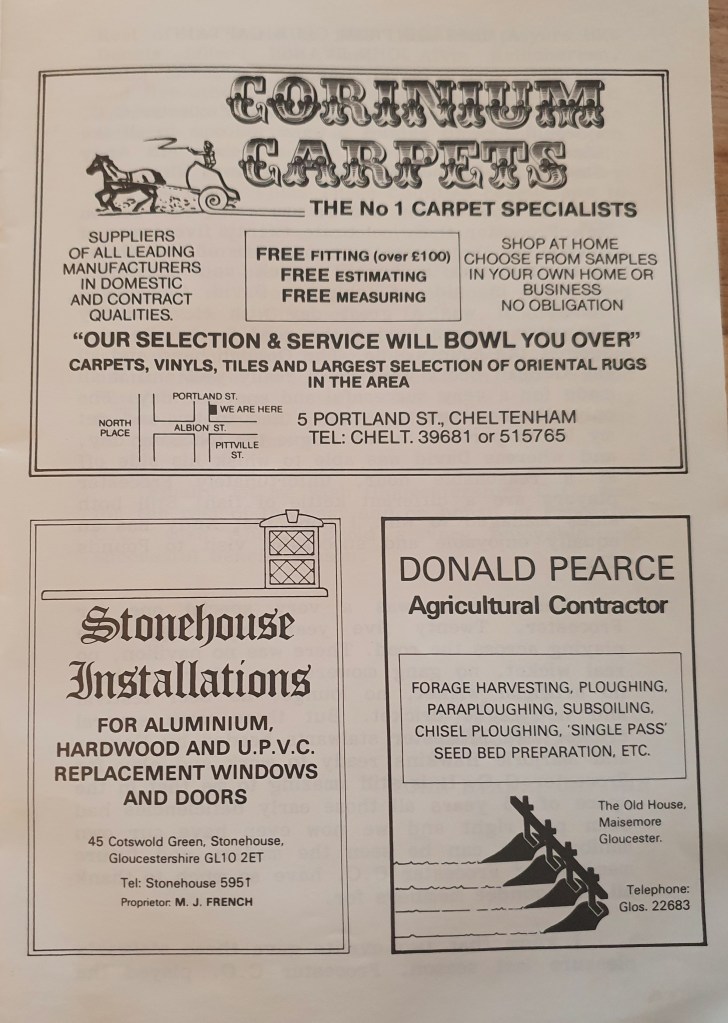 CORINIUM
CARPETS
THE No 1 CARPET SPECIALISTS
SUPPLIERS
OF ALL LEADING
MANUFACTURERS
IN DOMESTIC
AND CONTRACT
QUALITIES.
FREE FITTING (over £100)
FREE ESTIMATING
FREE MEASURING
SHOP AT HOME
CHOOSE FROM SAMPLES
IN YOUR OWN HOME OR
BUSINESS
NO OBLIGATION
“OUR SELECTION & SERVICE WILL BOWL YOU OVER”
CARPETS, VINYLS, TILES AND LARGEST SELECTION OF ORIENTAL RUGS
IN THE AREA
PORTLAND ST.
WE ARE HERE
NORTH
PLACE
ALBION ST.
PITTVILLE
ST.
5 PORTLAND ST., CHELTENHAM
TEL: CHELT. 39681 or 515765
Stonehouse
Installations
FOR ALUMINIUM,
HARDWOOD AND U.P.V.C.
REPLACEMENT WINDOWS
AND DOORS
45 Cotswold Green, Stonehouse,
Gloucestershire GL10 2ET
Tel: Stonehouse 5951
Proprietor: M. J. FRENCH
DONALD PEARCE
Agricultural Contractor
FORAGE HARVESTING, PLOUGHING,
PARAPLOUGHING, SUBSOILING,
CHISEL PLOUGHING, ‘SINGLE PASS’
SEED BED PREPARATION, ETC.
The Old House,
Maisemore
Gloucester.
Telephone:
Glos. 22683